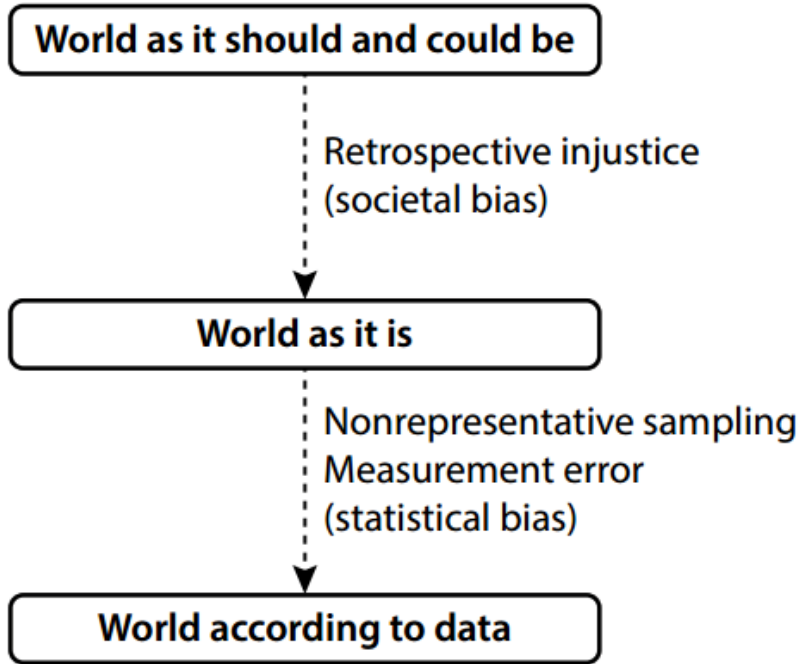 World as it should and could be
Retrospective injustice
(societal bias)
World as it is
Nonrepresentative sampling
Measurement error
(statistical bias)
World according to data